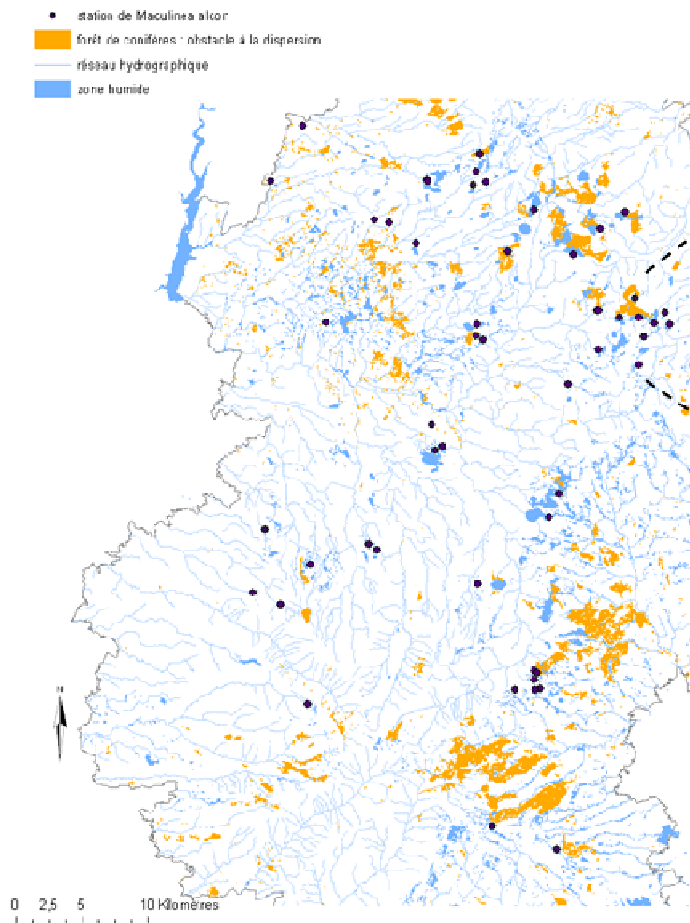 station de Maculinea alcon
forêt de conifères : obstacle à la dispersion
réseau hydrographique
zone humide
N
0 2,5 5 10 Kilomètres